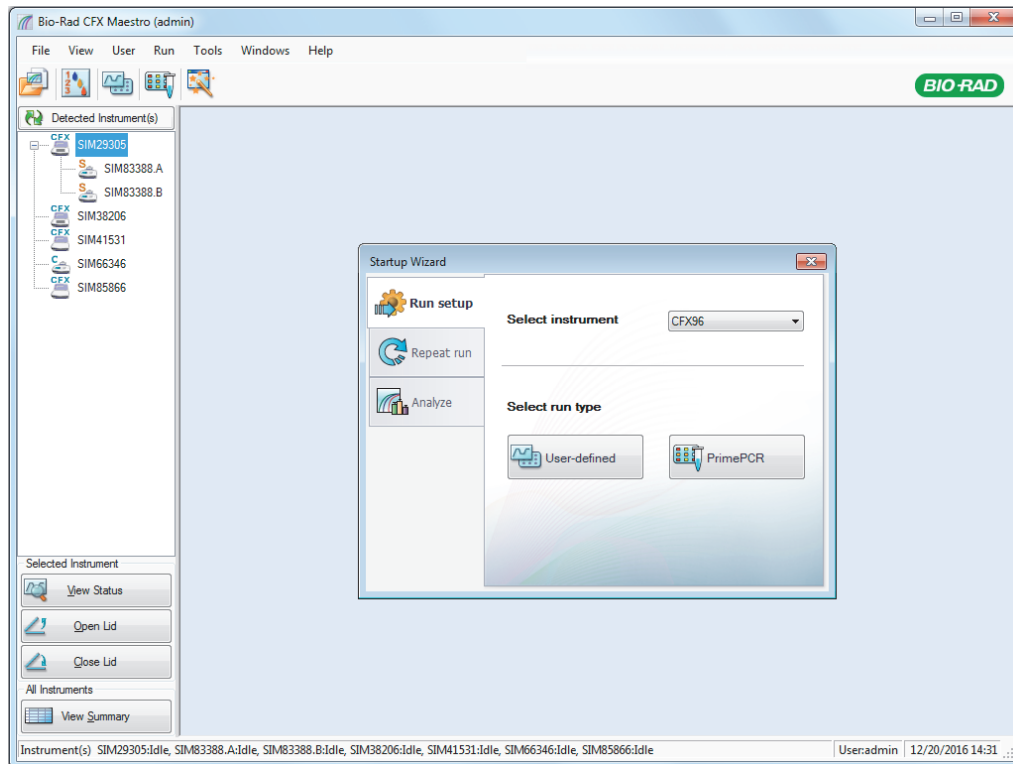 Bio-Rad CFX Maestro (admin)
File View User Run Tools Windows Help
BIO-RAD
Detected Instrument(s)
CFX SIM29305
S SIM83388.A
S SIM83388.B
CFX SIM38206
CFX SIM41531
C SIM66346
CFX SIM85866
Startup Wizard
Run setup
Repeat run
Analyze
Select instrument CFX96
Select run type
User-defined PrimePCR
Selected Instrument
View Status
Open Lid
Close Lid
All Instruments
View Summary
Instrument(s) SIM29305:Idle, SIM83388.A:Idle, SIM83388.B:Idle, SIM38206:Idle, SIM41531:Idle, SIM66346:Idle, SIM85866:Idle User:admin 12/20/2016 14:31